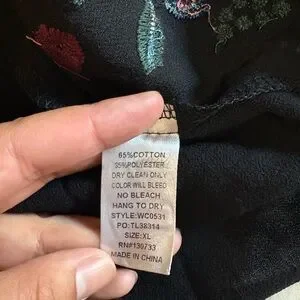 65%COTTON
35%POLYESTER
DRY CLEAN ONLY
COLOR WILL BLEED
NO BLEACH
HANG TO DRY
STYLE:WC0531
PO:TL38314
SIZE:XL
RN#130733
MADE IN CHINA